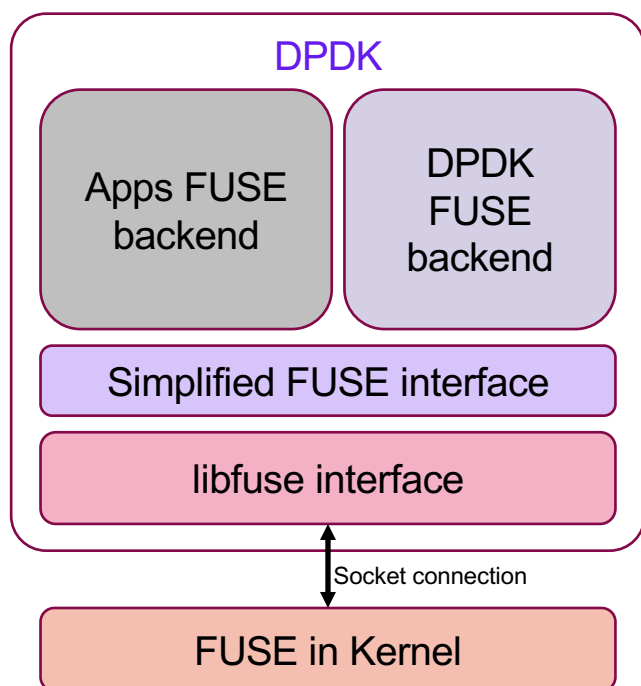 DPDK
Apps FUSE
backend
DPDK
FUSE
backend
Simplified FUSE interface
libfuse interface
Socket connection
FUSE in Kernel